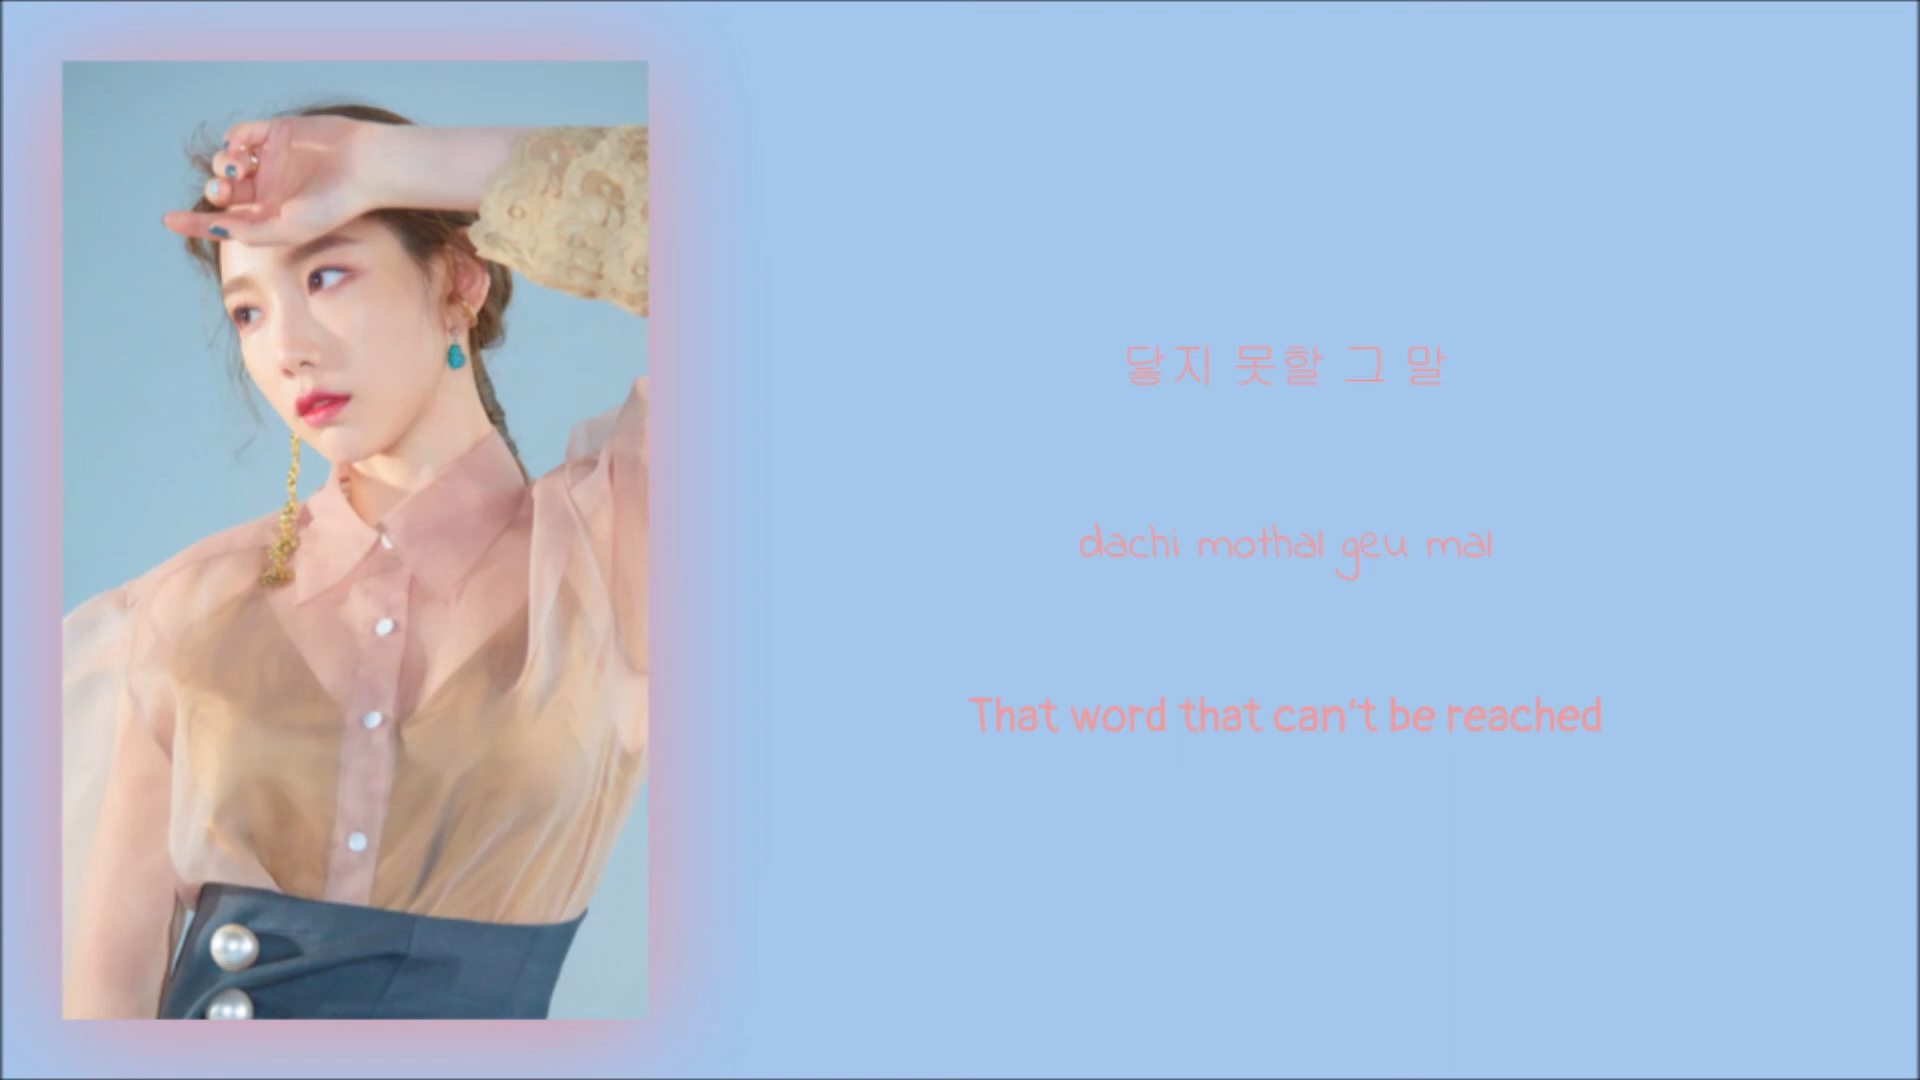 닿지 못할 그 말
dachi mothal geu mal
That word that can't be reached